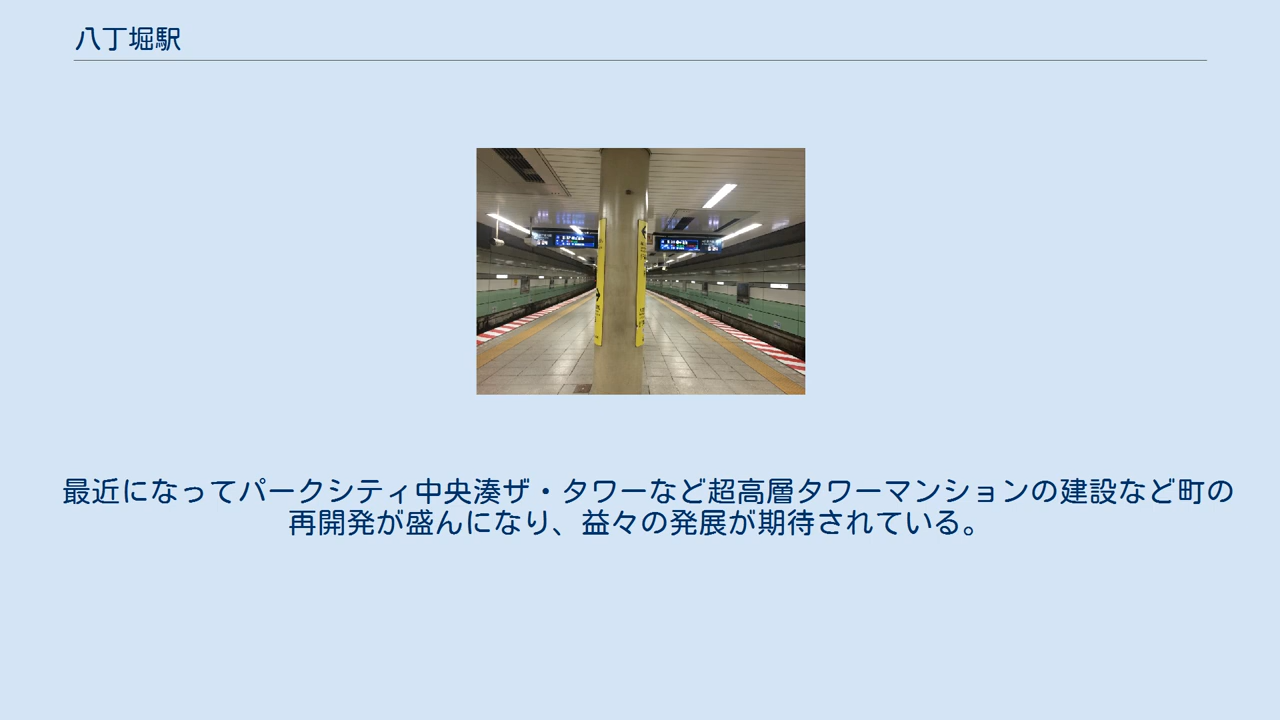 八丁堀駅
最近になってパークシティ中央湊ザ・タワーなど超高層タワーマンションの建設など町の
再開発が盛んになり、益々の発展が期待されている。